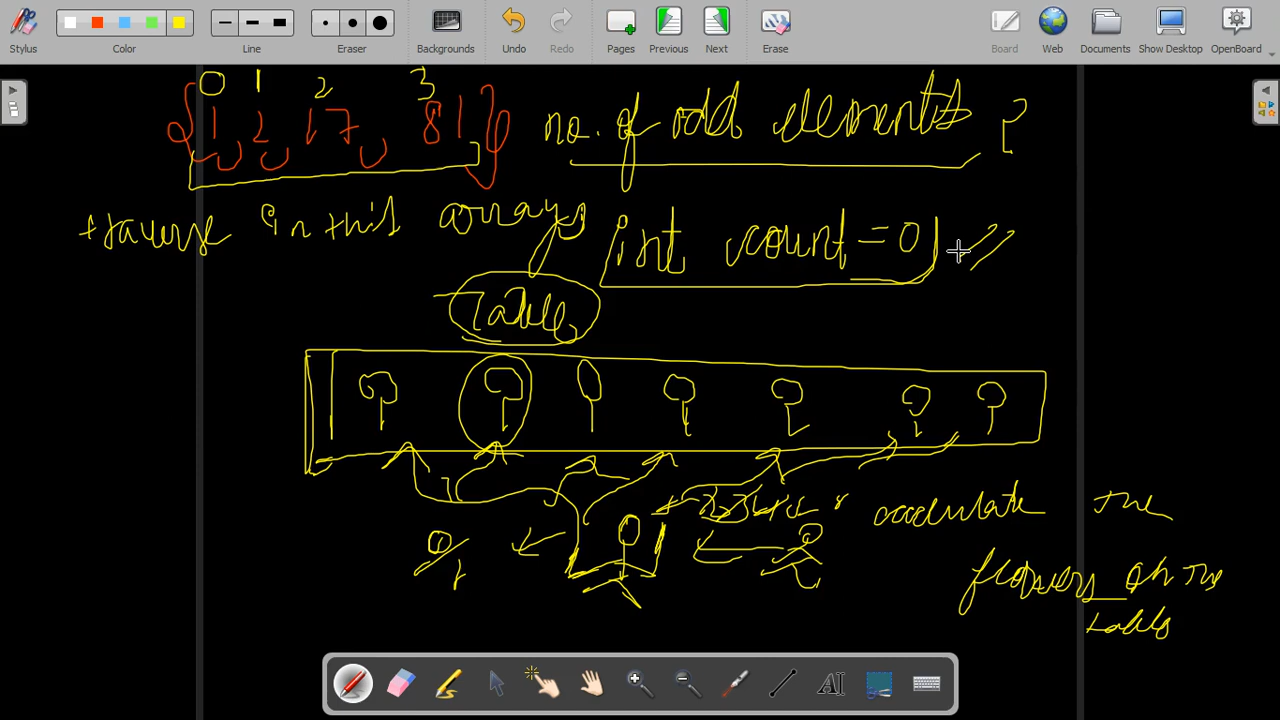 Stylus Color Line Eraser Backgrounds Undo Redo Pages Previous Next Erase Board Web Documents Show Desktop OpenBoard
0 1 2 3
{1, 2, 17, 81} no. of odd elements ?
traverse in this arrays int count = 0;
Table
accumulate the
flowers on the
table